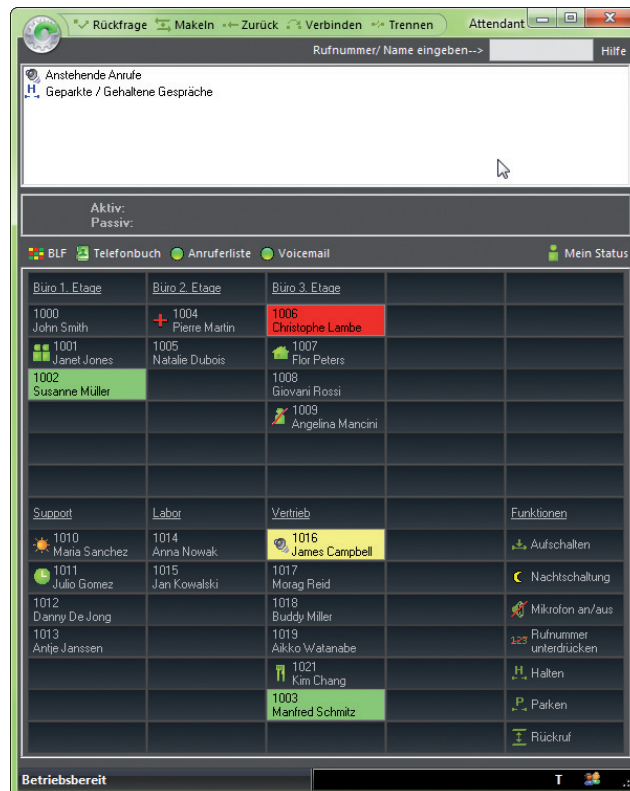 Rückfrage Makeln Zurück Verbinden Trennen Attendant
Rufnummer/ Name eingeben--> Hilfe
Anstehende Anrufe
H Geparkte / Gehaltene Gespräche
Aktiv:
Passiv:
BLF Telefonbuch Anruferliste Voicemail Mein Status
Büro 1. Etage Büro 2. Etage Büro 3. Etage
1000 1004 1006
John Smith Pierre Martin Christophe Lambe
1001 1005 1007
Janet Jones Natalie Dubois Flor Peters
1002 1008
Susanne Müller Giovani Rossi
1009
Angelina Mancini
Support Labor Vertrieb Funktionen
1010 1014 1016
Maria Sanchez Anna Nowak James Campbell Aufschalten
1011 1015 1017
Julio Gomez Jan Kowalski Morag Reid Nachtschaltung
1012 1018
Danny De Jong Buddy Miller Mikrofon an/aus
1013 1019 123 Rufnummer
Antje Janssen Aikko Watanabe unterdrücken
1021 H Halten
Kim Chang
1003 P Parken
Manfred Schmitz
Rückruf
Betriebsbereit T